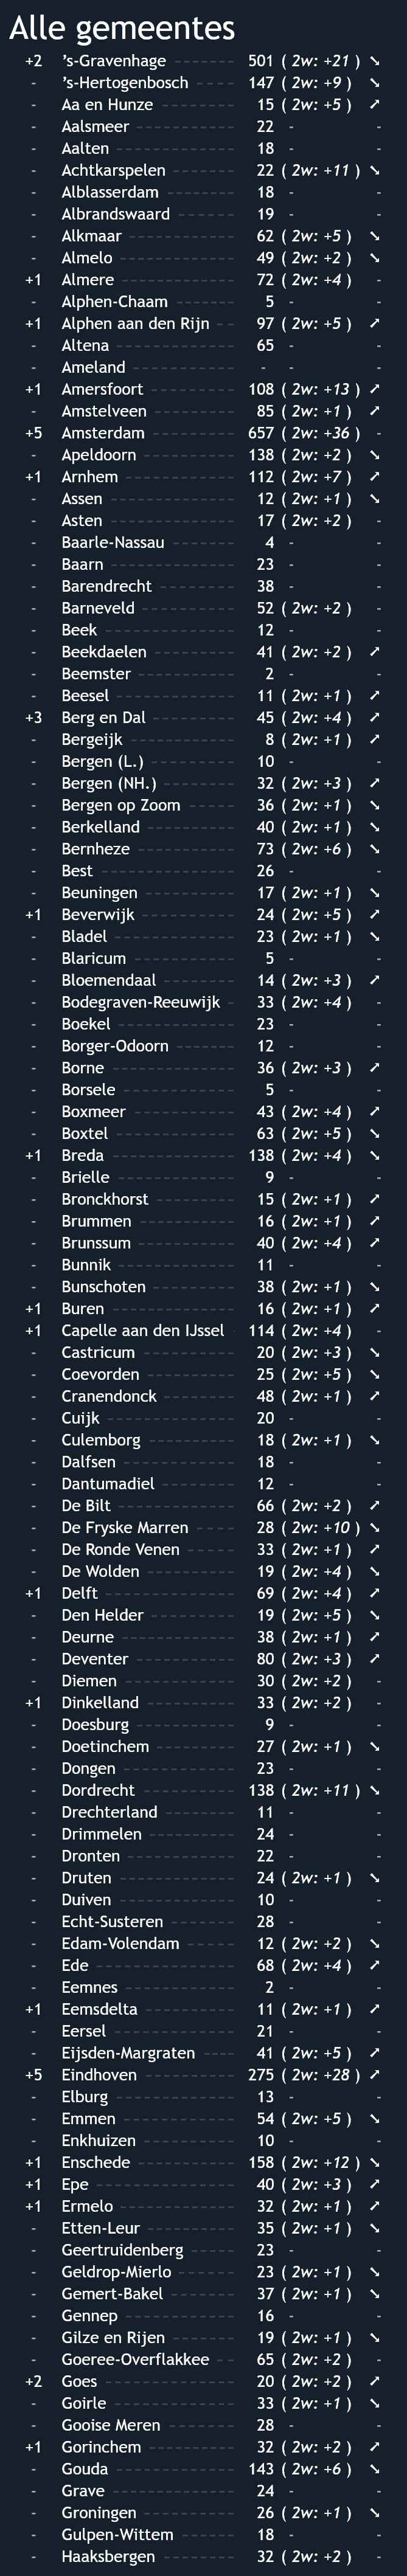 Alle gemeentes
+2 's-Gravenhage 501 ( 2w: +21 ) ➘
- 's-Hertogenbosch 147 ( 2w: +9 ) ➘
- Aa en Hunze 15 ( 2w: +5 ) ➚
- Aalsmeer 22 - -
- Aalten 18 - -
- Achtkarspelen 22 ( 2w: +11 ) ➘
- Alblasserdam 18 - -
- Albrandswaard 19 - -
- Alkmaar 62 ( 2w: +5 ) ➘
- Almelo 49 ( 2w: +2 ) ➘
+1 Almere 72 ( 2w: +4 ) -
- Alphen-Chaam 5 - -
+1 Alphen aan den Rijn 97 ( 2w: +5 ) ➚
- Altena 65 - -
- Ameland - - -
+1 Amersfoort 108 ( 2w: +13 ) ➚
- Amstelveen 85 ( 2w: +1 ) ➚
+5 Amsterdam 657 ( 2w: +36 ) -
- Apeldoorn 138 ( 2w: +2 ) ➘
+1 Arnhem 112 ( 2w: +7 ) ➚
- Assen 12 ( 2w: +1 ) ➘
- Asten 17 ( 2w: +2 ) -
- Baarle-Nassau 4 - -
- Baarn 23 - -
- Barendrecht 38 - -
- Barneveld 52 ( 2w: +2 ) -
- Beek 12 - -
- Beekdaelen 41 ( 2w: +2 ) ➚
- Beemster 2 - -
- Beesel 11 ( 2w: +1 ) ➚
+3 Berg en Dal 45 ( 2w: +4 ) ➚
- Bergeijk 8 ( 2w: +1 ) ➚
- Bergen (L.) 10 - -
- Bergen (NH.) 32 ( 2w: +3 ) ➚
- Bergen op Zoom 36 ( 2w: +1 ) ➘
- Berkelland 40 ( 2w: +1 ) ➘
- Bernheze 73 ( 2w: +6 ) ➘
- Best 26 - -
- Beuningen 17 ( 2w: +1 ) ➘
+1 Beverwijk 24 ( 2w: +5 ) ➚
- Bladel 23 ( 2w: +1 ) ➘
- Blaricum 5 - -
- Bloemendaal 14 ( 2w: +3 ) ➚
- Bodegraven-Reeuwijk 33 ( 2w: +4 ) -
- Boekel 23 - -
- Borger-Odoorn 12 - -
- Borne 36 ( 2w: +3 ) ➚
- Borsele 5 - -
- Boxmeer 43 ( 2w: +4 ) ➚
- Boxtel 63 ( 2w: +5 ) ➘
+1 Breda 138 ( 2w: +4 ) ➘
- Brielle 9 - -
- Bronckhorst 15 ( 2w: +1 ) ➚
- Brummen 16 ( 2w: +1 ) ➚
- Brunssum 40 ( 2w: +4 ) ➚
- Bunnik 11 - -
- Bunschoten 38 ( 2w: +1 ) ➘
+1 Buren 16 ( 2w: +1 ) ➚
+1 Capelle aan den IJssel 114 ( 2w: +4 ) -
- Castricum 20 ( 2w: +3 ) ➘
- Coevorden 25 ( 2w: +5 ) ➘
- Cranendonck 48 ( 2w: +1 ) ➚
- Cuijk 20 - -
- Culemborg 18 ( 2w: +1 ) ➘
- Dalfsen 18 - -
- Dantumadiel 12 - -
- De Bilt 66 ( 2w: +2 ) ➚
- De Fryske Marren 28 ( 2w: +10 ) ➘
- De Ronde Venen 33 ( 2w: +1 ) ➚
- De Wolden 19 ( 2w: +4 ) ➘
+1 Delft 69 ( 2w: +4 ) ➚
- Den Helder 19 ( 2w: +5 ) ➘
- Deurne 38 ( 2w: +1 ) ➚
- Deventer 80 ( 2w: +3 ) ➚
- Diemen 30 ( 2w: +2 ) -
+1 Dinkelland 33 ( 2w: +2 ) -
- Doesburg 9 - -
- Doetinchem 27 ( 2w: +1 ) ➘
- Dongen 23 - -
- Dordrecht 138 ( 2w: +11 ) ➘
- Drechterland 11 - -
- Drimmelen 24 - -
- Dronten 22 - -
- Druten 24 ( 2w: +1 ) ➘
- Duiven 10 - -
- Echt-Susteren 28 - -
- Edam-Volendam 12 ( 2w: +2 ) ➘
- Ede 68 ( 2w: +4 ) ➚
- Eemnes 2 - -
+1 Eemsdelta 11 ( 2w: +1 ) ➚
- Eersel 21 - -
- Eijsden-Margraten 41 ( 2w: +5 ) ➚
+5 Eindhoven 275 ( 2w: +28 ) ➚
- Elburg 13 - -
- Emmen 54 ( 2w: +5 ) ➘
- Enkhuizen 10 - -
+1 Enschede 158 ( 2w: +12 ) ➘
+1 Epe 40 ( 2w: +3 ) ➚
+1 Ermelo 32 ( 2w: +1 ) ➚
- Etten-Leur 35 ( 2w: +1 ) ➘
- Geertruidenberg 23 - -
- Geldrop-Mierlo 23 ( 2w: +1 ) ➘
- Gemert-Bakel 37 ( 2w: +1 ) ➘
- Gennep 16 - -
- Gilze en Rijen 19 ( 2w: +1 ) ➘
- Goeree-Overflakkee 65 ( 2w: +2 ) -
+2 Goes 20 ( 2w: +2 ) ➚
- Goirle 33 ( 2w: +1 ) ➘
- Gooise Meren 28 - -
+1 Gorinchem 32 ( 2w: +2 ) ➚
- Gouda 143 ( 2w: +6 ) ➘
- Grave 24 - -
- Groningen 26 ( 2w: +1 ) ➘
- Gulpen-Wittem 18 - -
- Haaksbergen 32 ( 2w: +2 ) -